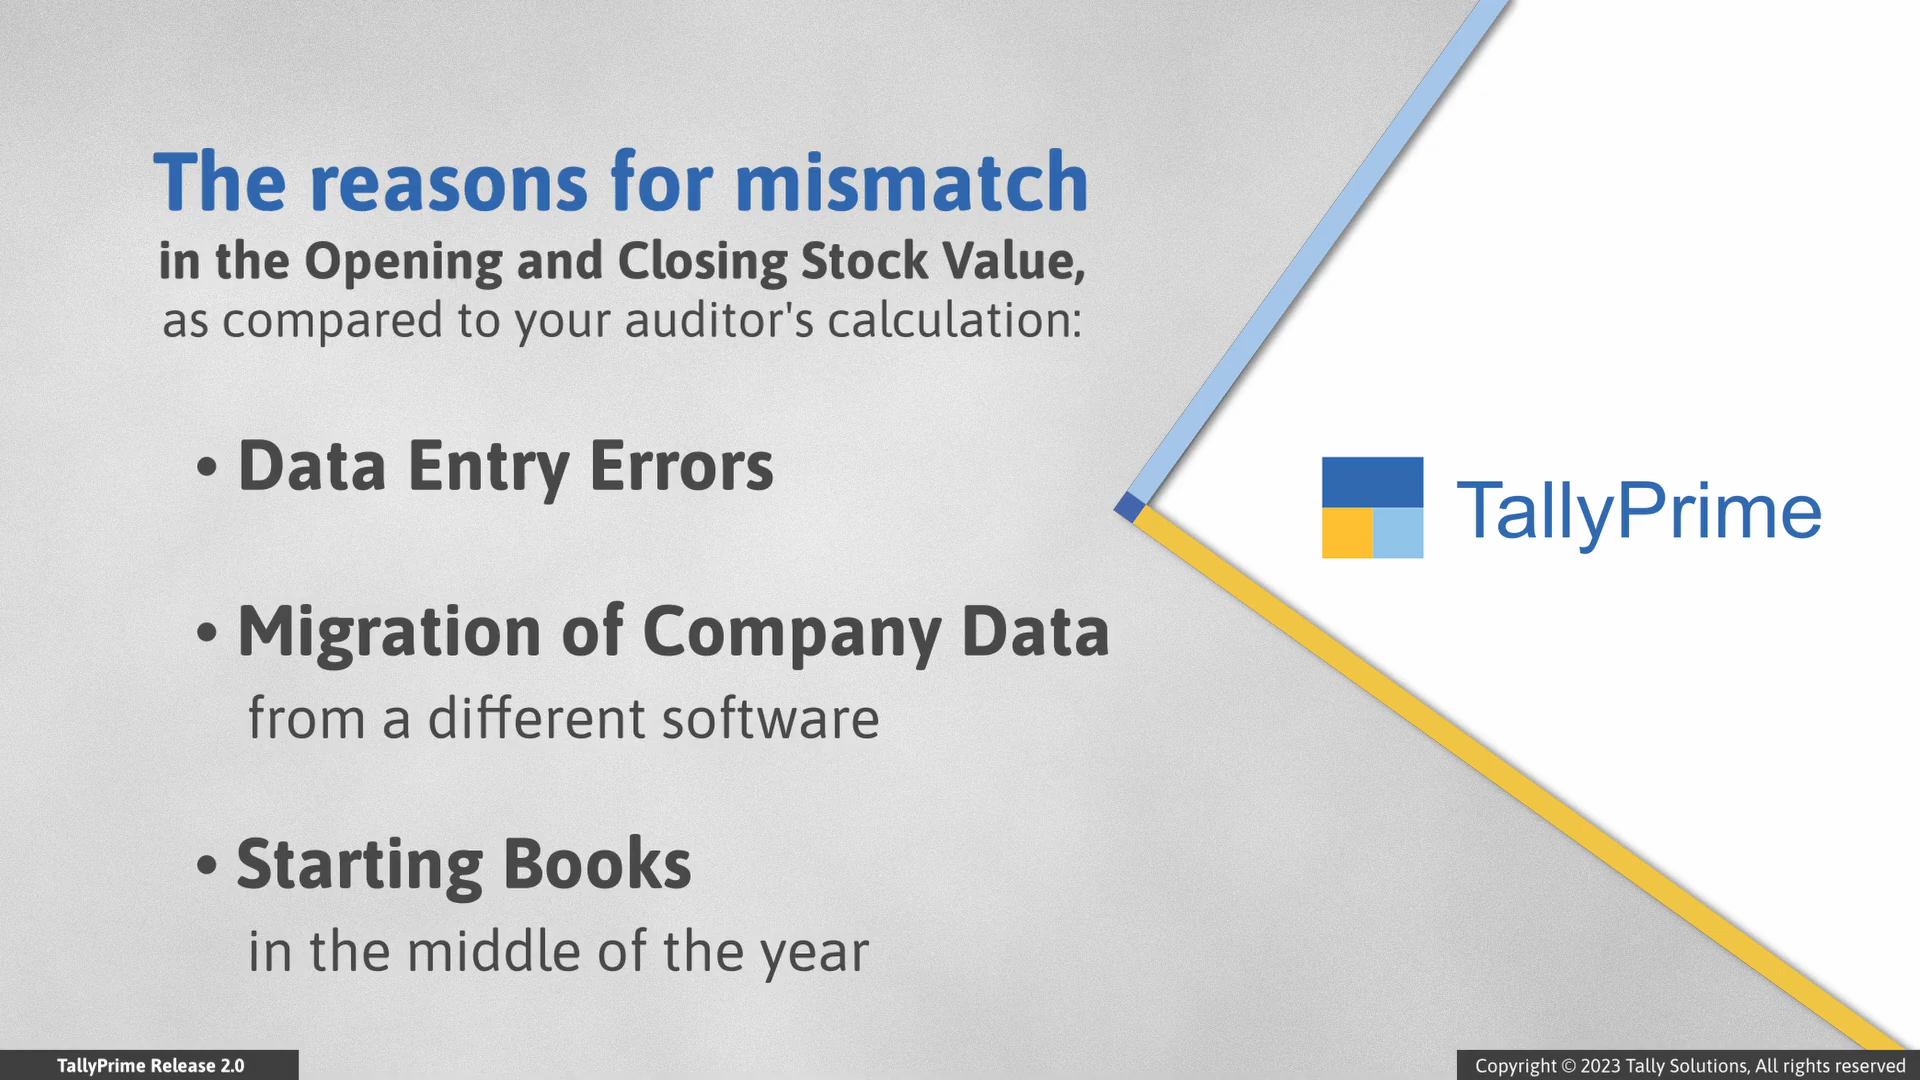 The reasons for mismatch
in the Opening and Closing Stock Value,
as compared to your auditor's calculation:
• Data Entry Errors
• Migration of Company Data
from a different software
• Starting Books
in the middle of the year
TallyPrime
TallyPrime Release 2.0
Copyright © 2023 Tally Solutions, All rights reserved